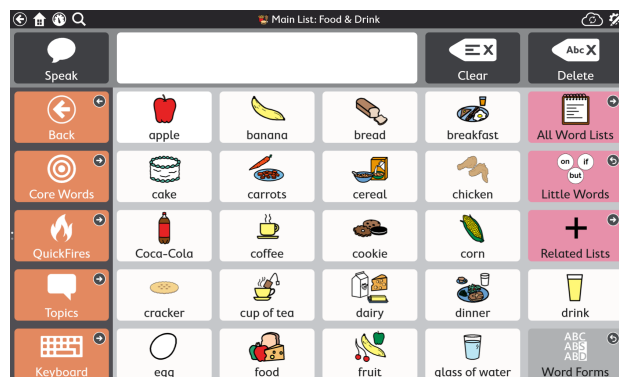 Main List: Food & Drink
Speak
Clear
Abc X
Delete
Back
apple
banana
bread
breakfast
All Word Lists
Core Words
cake
carrots
cereal
chicken
on if
but
Little Words
QuickFires
Coca-Cola
coffee
cookie
corn
Related Lists
Topics
cracker
cup of tea
dairy
dinner
drink
Keyboard
egg
food
fruit
glass of water
ABC
ABS
ABD
Word Forms